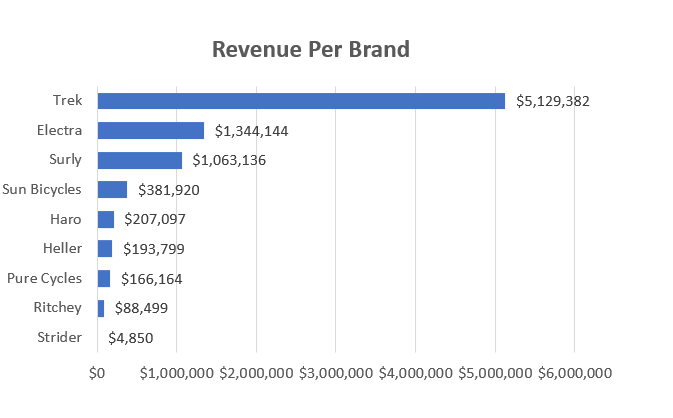 Revenue Per Brand
Trek $5,129,382
Electra $1,344,144
Surly $1,063,136
Sun Bicycles $381,920
Haro $207,097
Heller $193,799
Pure Cycles $166,164
Ritchey $88,499
Strider $4,850
$0 $1,000,000 $2,000,000 $3,000,000 $4,000,000 $5,000,000 $6,000,000